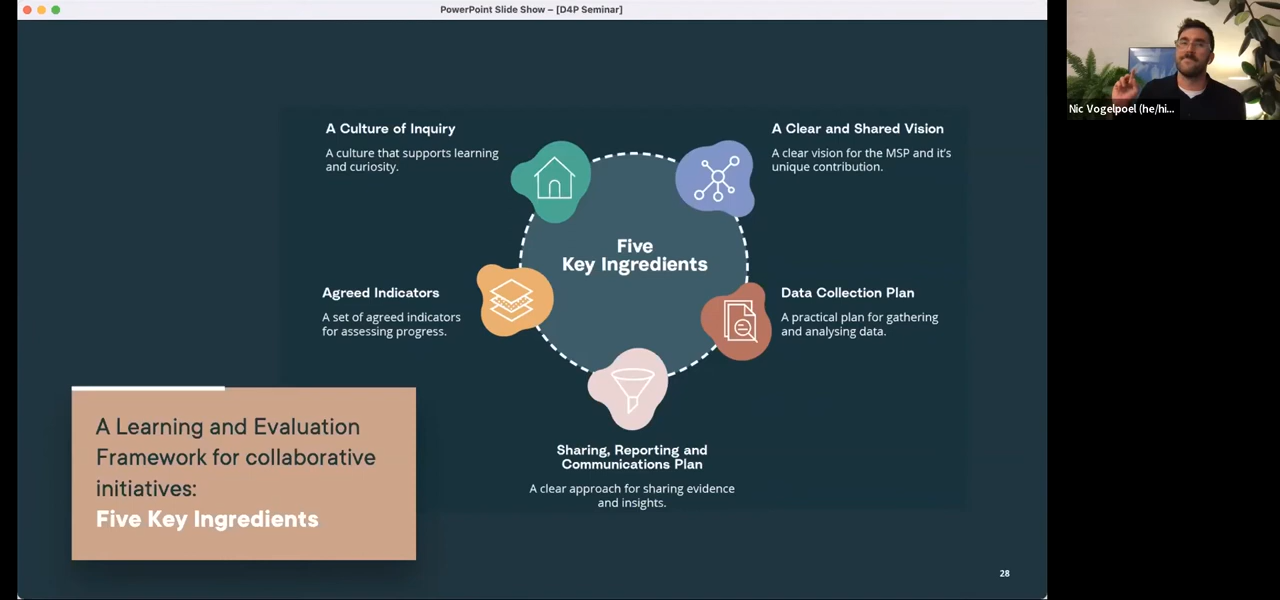 PowerPoint Slide Show – [D4P Seminar]
A Culture of Inquiry
A culture that supports learning
and curiosity.
A Clear and Shared Vision
A clear vision for the MSP and it's
unique contribution.
Five
Key Ingredients
Agreed Indicators
A set of agreed indicators
for assessing progress.
Data Collection Plan
A practical plan for gathering
and analysing data.
Sharing, Reporting and
Communications Plan
A clear approach for sharing evidence
and insights.
A Learning and Evaluation
Framework for collaborative
initiatives:
Five Key Ingredients
28
Nic Vogelpoel (he/hi...